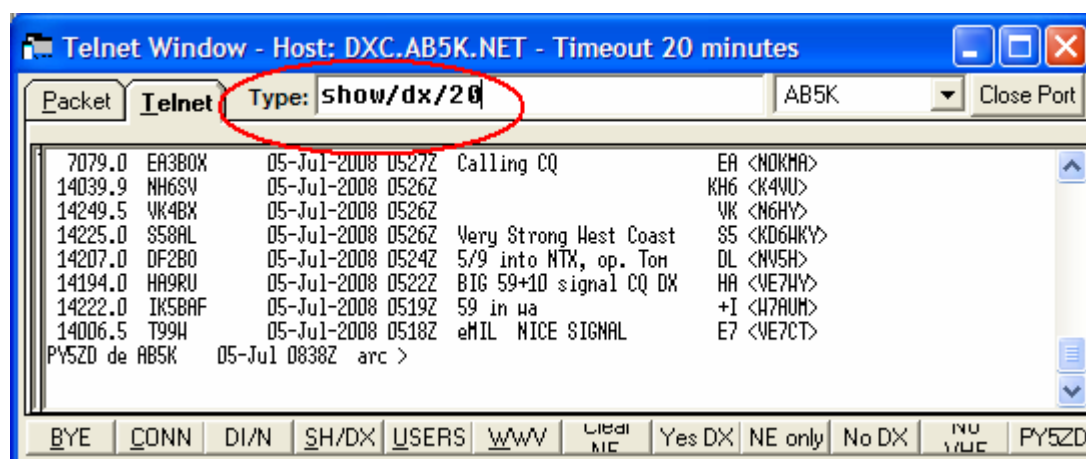 Telnet Window - Host: DXC.AB5K.NET - Timeout 20 minutes
Packet Telnet Type: show/dx/20 AB5K Close Port
7079.0 EA3BOX 05-Jul-2008 0527Z Calling CQ EA <N0KMA>
14039.9 NH6SV 05-Jul-2008 0526Z KH6 <K4VU>
14249.5 VK4BX 05-Jul-2008 0526Z VK <N6HY>
14225.0 S58AL 05-Jul-2008 0526Z Very Strong West Coast S5 <KD6WKY>
14207.0 DF2BO 05-Jul-2008 0524Z 5/9 into NTX, op. Tom DL <NV5H>
14194.0 HA9RU 05-Jul-2008 0522Z BIG 59+10 signal CQ DX HA <VE7WY>
14222.0 IK5BAF 05-Jul-2008 0519Z 59 in wa +I <W7AUM>
14006.5 T99W 05-Jul-2008 0518Z eMIL NICE SIGNAL E7 <VE7CT>
PY5ZD de AB5K 05-Jul 0838Z arc >
BYE CONN DI/N SH/DX USERS WWV Clear NE Yes DX NE only No DX No VHF PY5ZD